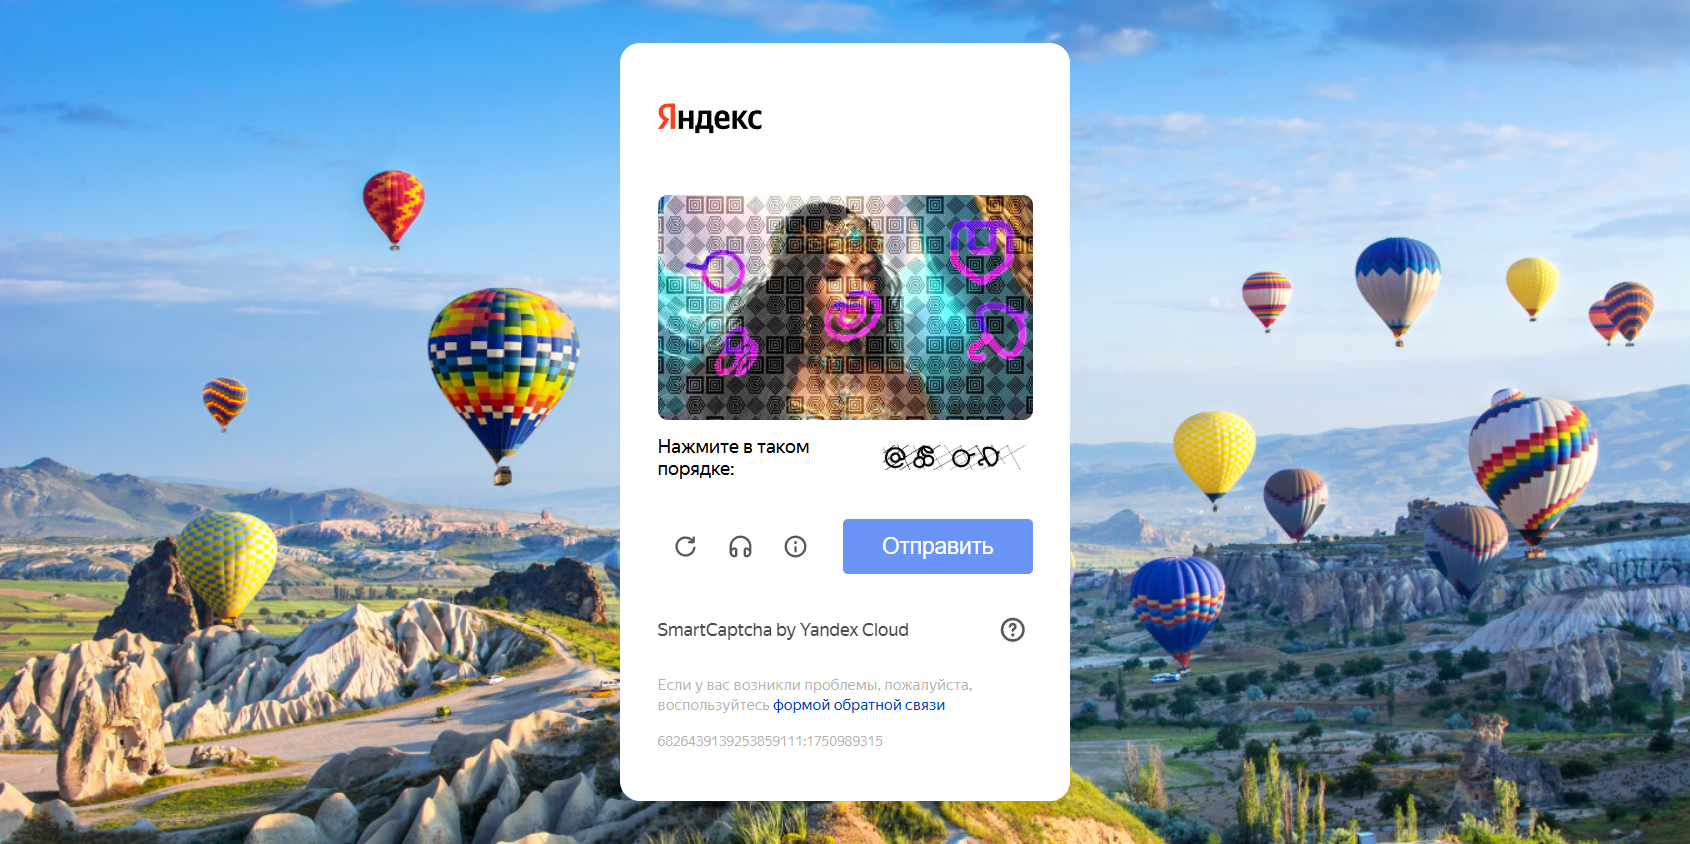 Яндекс
Нажмите в таком
порядке:
Отправить
SmartCaptcha by Yandex Cloud
Если у вас возникли проблемы, пожалуйста,
воспользуйтесь формой обратной связи
6826439139253859111:1750989315